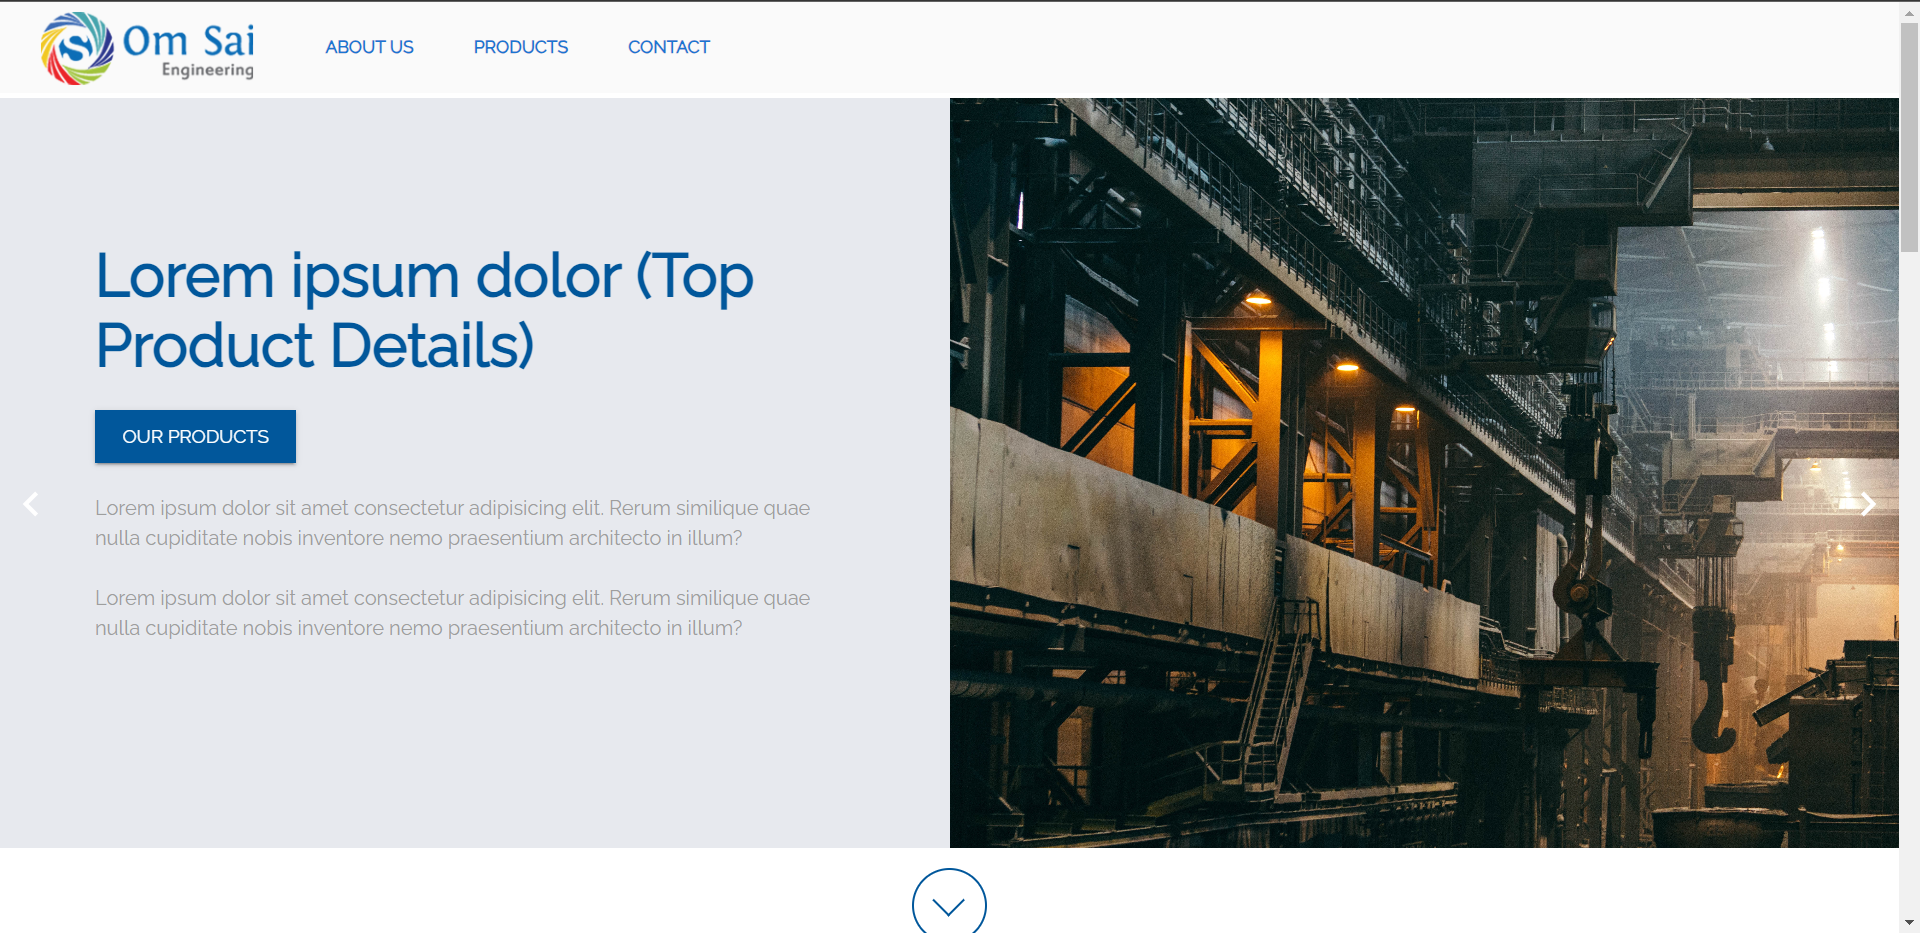 Om Sai
Engineering
ABOUT US
PRODUCTS
CONTACT
Lorem ipsum dolor (Top
Product Details)
OUR PRODUCTS
Lorem ipsum dolor sit amet consectetur adipisicing elit. Rerum similique quae
nulla cupiditate nobis inventore nemo praesentium architecto in illum?
Lorem ipsum dolor sit amet consectetur adipisicing elit. Rerum similique quae
nulla cupiditate nobis inventore nemo praesentium architecto in illum?